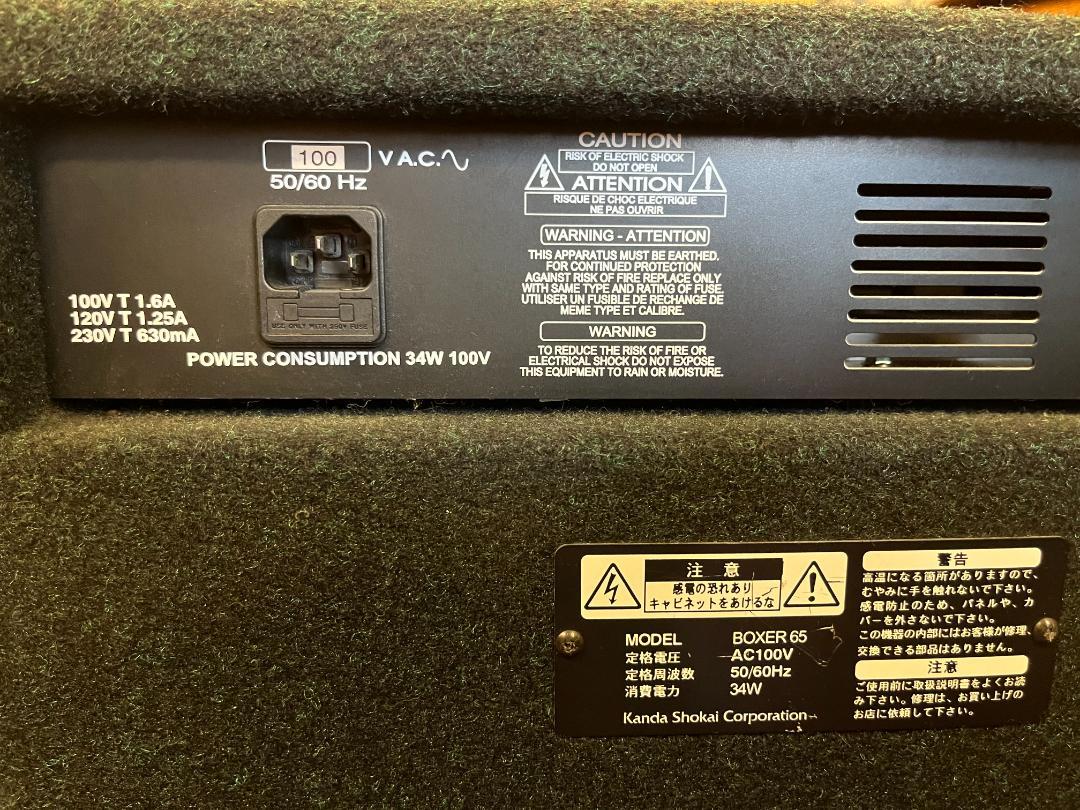 100 V A.C.
50/60 Hz
100V T 1.6A
120V T 1.25A
230V T 630mA
USE ONLY WITH 250V FUSE
POWER CONSUMPTION 34W 100V
CAUTION
RISK OF ELECTRIC SHOCK
DO NOT OPEN
ATTENTION
RISQUE DE CHOC ELECTRIQUE
NE PAS OUVRIR
WARNING - ATTENTION
THIS APPARATUS MUST BE EARTHED.
FOR CONTINUED PROTECTION
AGAINST RISK OF FIRE REPLACE ONLY
WITH SAME TYPE AND RATING OF FUSE.
UTILISER UN FUSIBLE DE RECHANGE DE
MEME TYPE ET CALIBRE.
WARNING
TO REDUCE THE RISK OF FIRE OR
ELECTRICAL SHOCK DO NOT EXPOSE
THIS EQUIPMENT TO RAIN OR MOISTURE.
注意
感電の恐れあり
キャビネットをあけるな
MODEL BOXER 65
定格電圧 AC100V
定格周波数 50/60Hz
消費電力 34W
Kanda Shokai Corporation
警告
高温になる箇所がありますので、
むやみに手を触れないで下さい。
感電防止のため、パネルや、カ
バーを外さないで下さい。
この機器の内部にはお客様が修理、
交換できる部品はありません。
注意
ご使用前に取扱説明書をよくお読
み下さい。修理は、お買い上げの
お店に依頼して下さい。